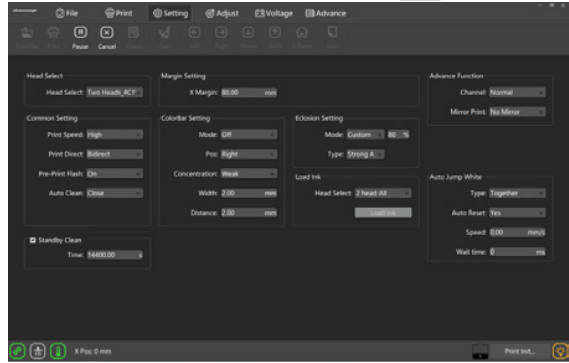 File Print Setting Adjust Voltage Advance
Pause Cancel
Head Select
Head Select: Two Heads_4C1
Margin Setting
X Margin: 80.00 mm
Advance Function
Channel: Normal
Mirror Print: No Mirror
Common Setting
Print Speed: High
Print Direct: Bidirect
Pre-Print Flash: On
Auto Clean: Close
ColorBar Setting
Mode: Off
Pos: Right
Concentration: Weak
Width: 2.00 mm
Distance: 2.00 mm
Eclosion Setting
Mode: Custom 80 %
Type: Strong A
Load Ink
Head Select: 2 head-All
Load Ink
Auto Jump White
Type: Together
Auto Reset: Yes
Speed: 0.00 mm/s
Wait time: 0 ms
Standby Clean
Time: 14400.00 s
X Pos: 0 mm
Print Init...